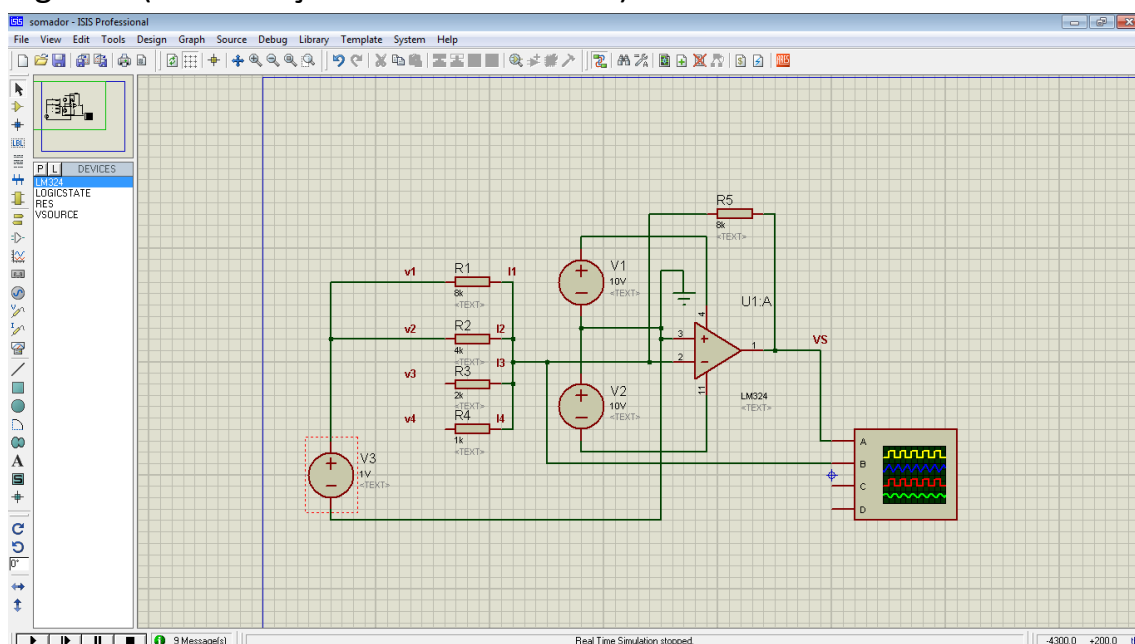 somador - ISIS Professional
File View Edit Tools Design Graph Source Debug Library Template System Help
LBL
P L DEVICES
LM324
LOGICSTATE
RES
VSOURCE
A
S
0°
R5
8k
<TEXT>
v1
R1
I1
8k
<TEXT>
V1
10V
<TEXT>
U1:A
v2
R2
I2
4k
<TEXT>
3
2
4
1
11
VS
I3
v3
R3
2k
<TEXT>
V2
10V
<TEXT>
LM324
<TEXT>
v4
R4
I4
1k
<TEXT>
V3
1V
<TEXT>
A
B
C
D
9 Message(s)
Real Time Simulation stopped.
-4300.0 +200.0